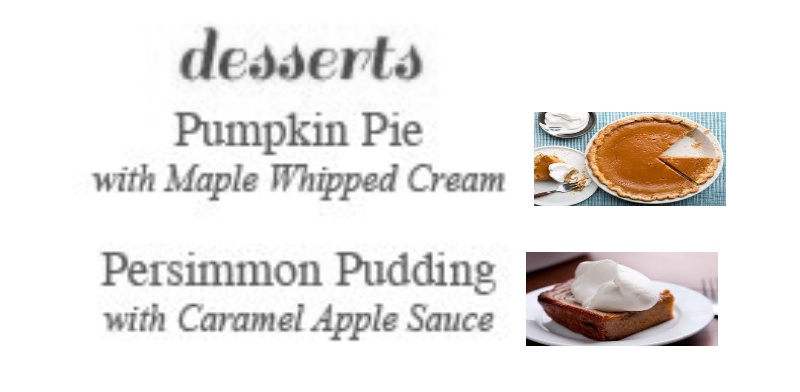 desserts
Pumpkin Pie
with Maple Whipped Cream
Persimmon Pudding
with Caramel Apple Sauce